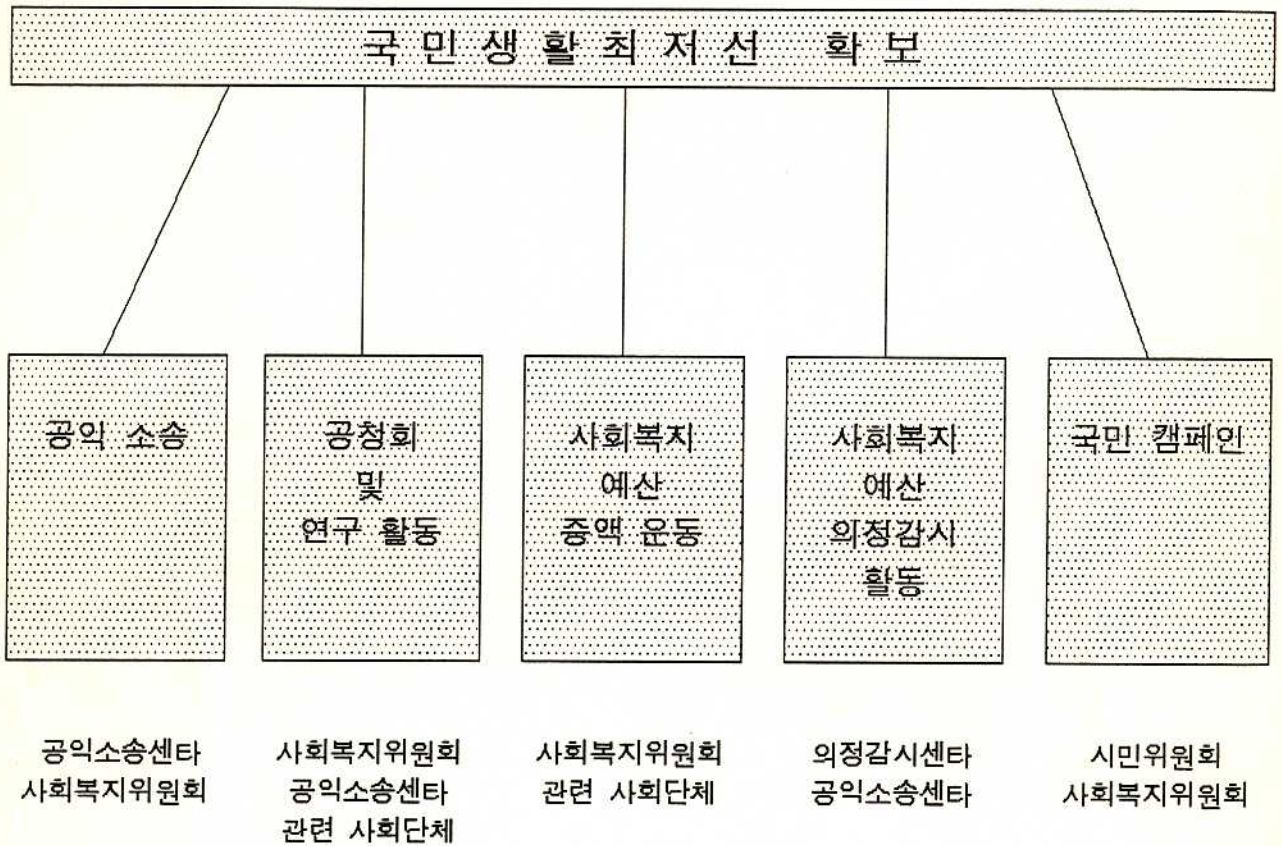 국민생활최저선 확보
공익 소송
공청회
및
연구 활동
사회복지
예산
증액 운동
사회복지
예산
의정감시
활동
국민 캠페인
공익소송센타
사회복지위원회
사회복지위원회
공익소송센타
관련 사회단체
사회복지위원회
관련 사회단체
의정감시센타
공익소송센타
시민위원회
사회복지위원회